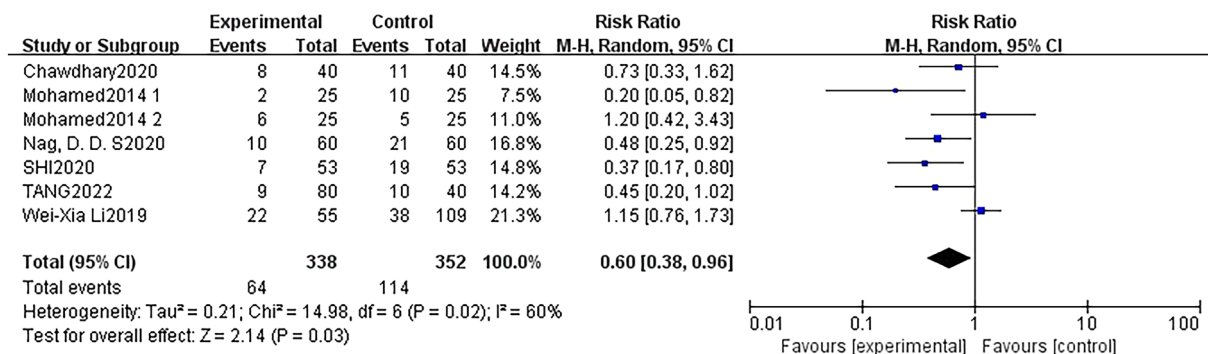 Experimental Control Risk Ratio Risk Ratio
Study or Subgroup Events Total Events Total Weight M-H, Random, 95% CI M-H, Random, 95% CI
Chawdhary2020 8 40 11 40 14.5% 0.73 [0.33, 1.62]
Mohamed2014 1 2 25 10 25 7.5% 0.20 [0.05, 0.82]
Mohamed2014 2 6 25 5 25 11.0% 1.20 [0.42, 3.43]
Nag, D. D. S2020 10 60 21 60 16.8% 0.48 [0.25, 0.92]
SHI2020 7 53 19 53 14.8% 0.37 [0.17, 0.80]
TANG2022 9 80 10 40 14.2% 0.45 [0.20, 1.02]
Wei-Xia Li2019 22 55 38 109 21.3% 1.15 [0.76, 1.73]
Total (95% CI) 338 352 100.0% 0.60 [0.38, 0.96]
Total events 64 114
Heterogeneity: Tau² = 0.21; Chi² = 14.98, df = 6 (P = 0.02); I² = 60%
Test for overall effect: Z = 2.14 (P = 0.03)
0.01 0.1 1 10 100
Favours [experimental] Favours [control]